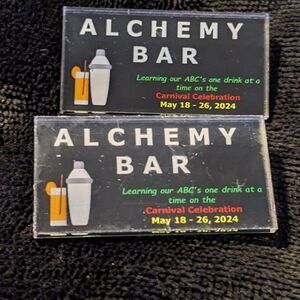 ALCHEMY
BAR
Learning our ABC's one drink at a
time on the
Carnival Celebration
May 18 - 26, 2024
ALCHEMY
BAR
Learning our ABC's one drink at a
time on the
Carnival Celebration
May 18 - 26, 2024